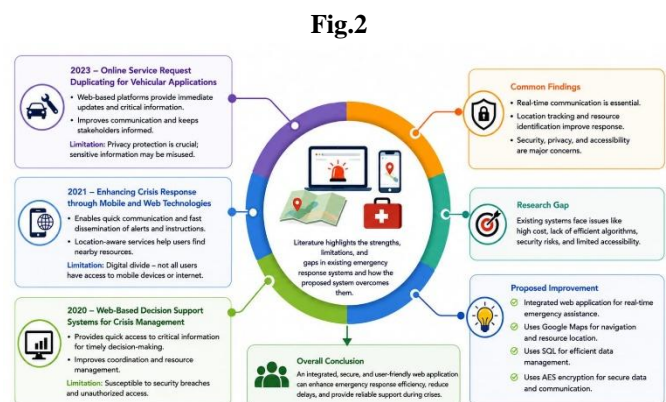 Fig.2
2023 – Online Service Request
Duplicating for Vehicular Applications
• Web-based platforms provide immediate
updates and critical information.
• Improves communication and keeps
stakeholders informed.
Limitation: Privacy protection is crucial;
sensitive information may be misused.
2021 – Enhancing Crisis Response
through Mobile and Web Technologies
• Enables quick communication and fast
dissemination of alerts and instructions.
• Location-aware services help users find
nearby resources.
Limitation: Digital divide – not all users
have access to mobile devices or internet.
2020 – Web-Based Decision Support
Systems for Crisis Management
• Provides quick access to critical information
for timely decision-making.
• Improves coordination and resource
management.
Limitation: Susceptible to security breaches
and unauthorized access.
Literature highlights the strengths,
limitations, and
gaps in existing emergency
response systems and how the
proposed system overcomes
them.
Overall Conclusion
An integrated, secure, and user-friendly web application
can enhance emergency response efficiency, reduce
delays, and provide reliable support during crises.
Common Findings
• Real-time communication is essential.
• Location tracking and resource
identification improve response.
• Security, privacy, and accessibility
are major concerns.
Research Gap
Existing systems face issues like
high cost, lack of efficient algorithms,
security risks, and limited accessibility.
Proposed Improvement
Integrated web application for real-time
emergency assistance.
Uses Google Maps for navigation
and resource location.
Uses SQL for efficient data
management.
Uses AES encryption for secure data
and communication.